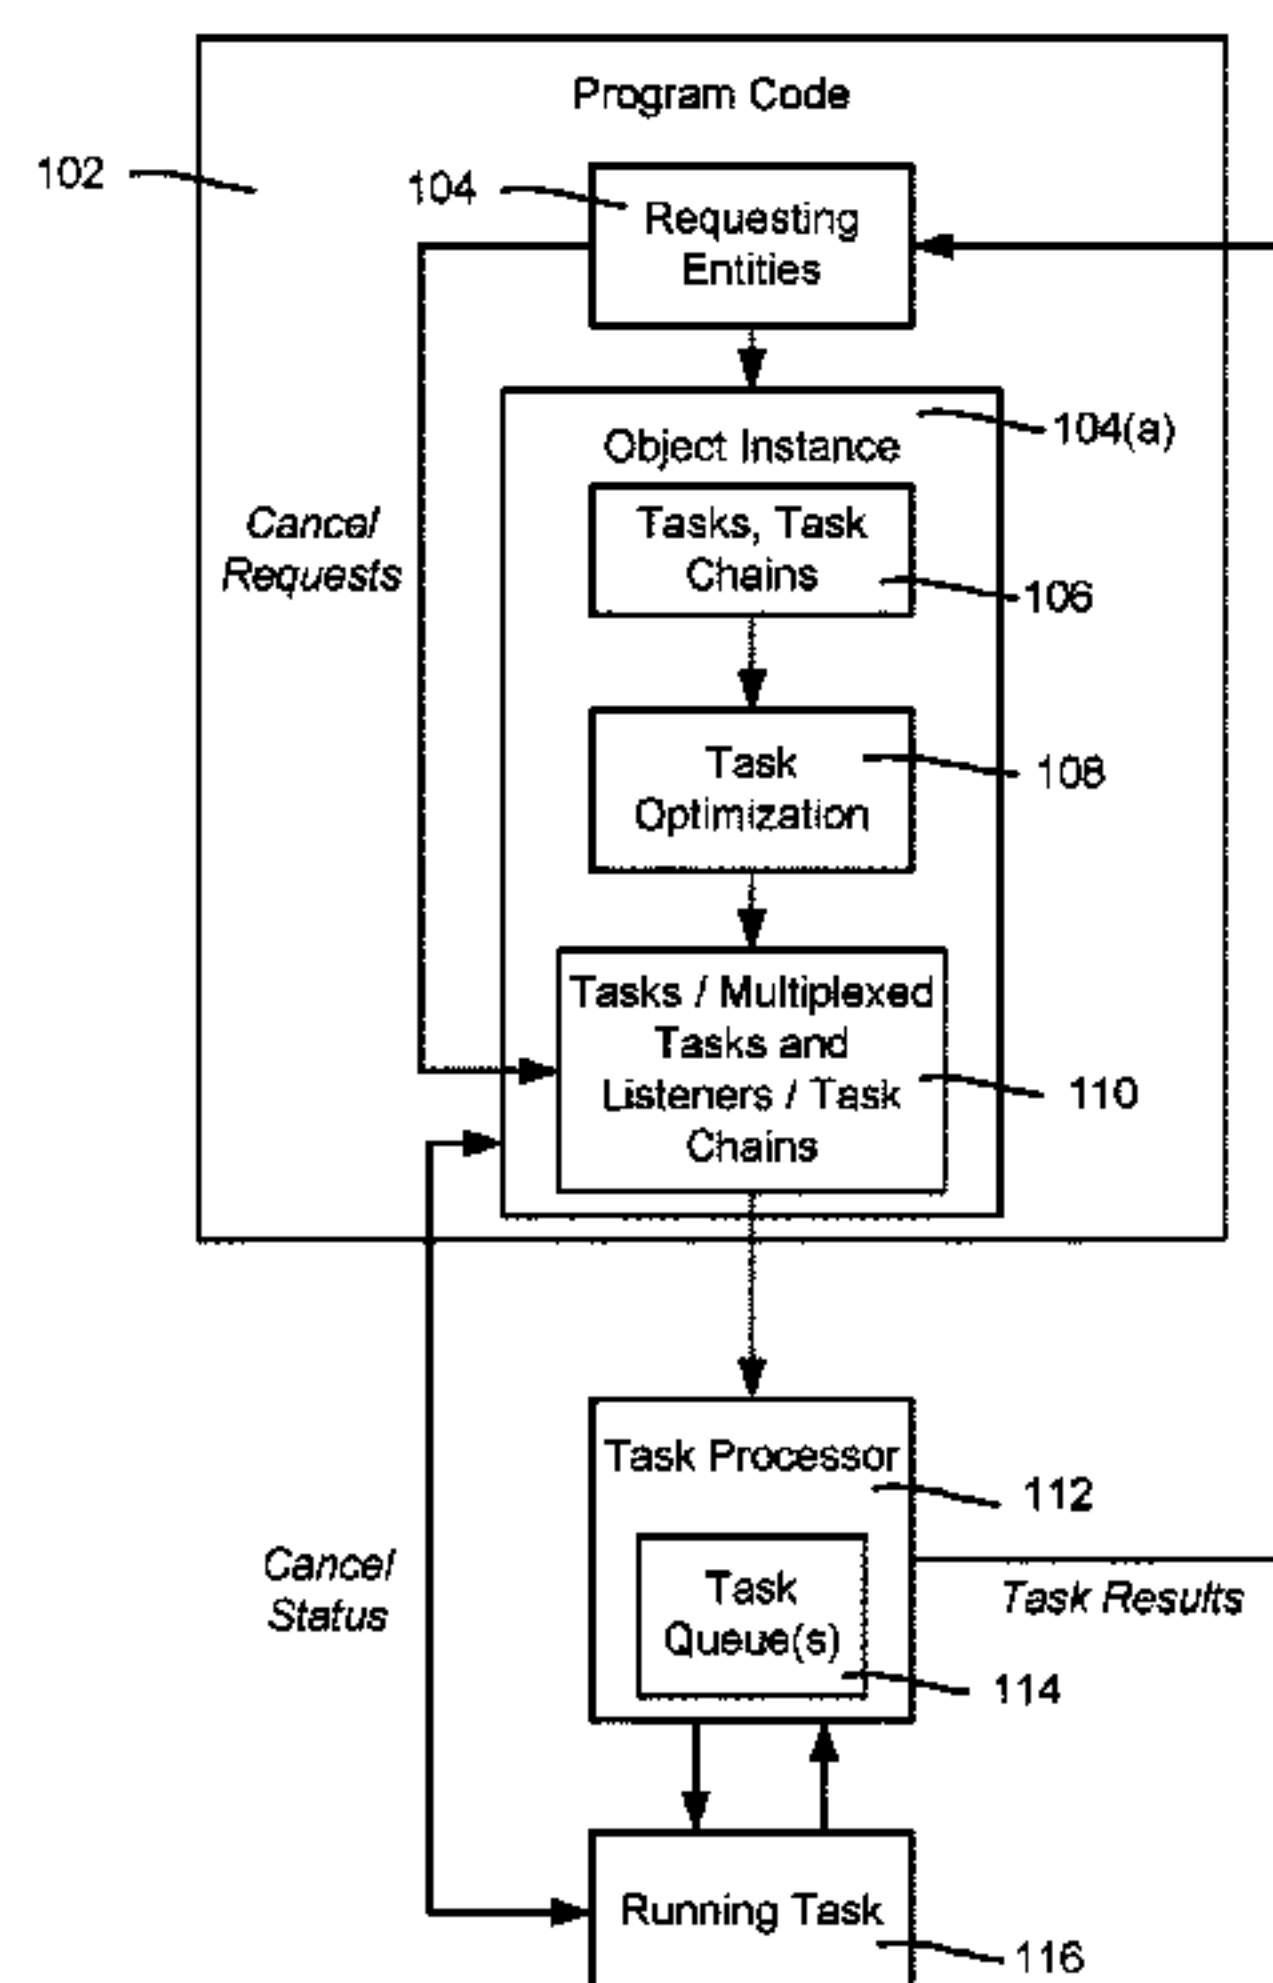 Program Code
102
104
Requesting
Entities
104(a)
Object Instance
Cancel
Requests
Tasks, Task
Chains
106
Task
Optimization
108
Tasks / Multiplexed
Tasks and
Listeners / Task
Chains
110
Task Processor
112
Cancel
Status
Task
Queue(s)
Task Results
114
Running Task
116